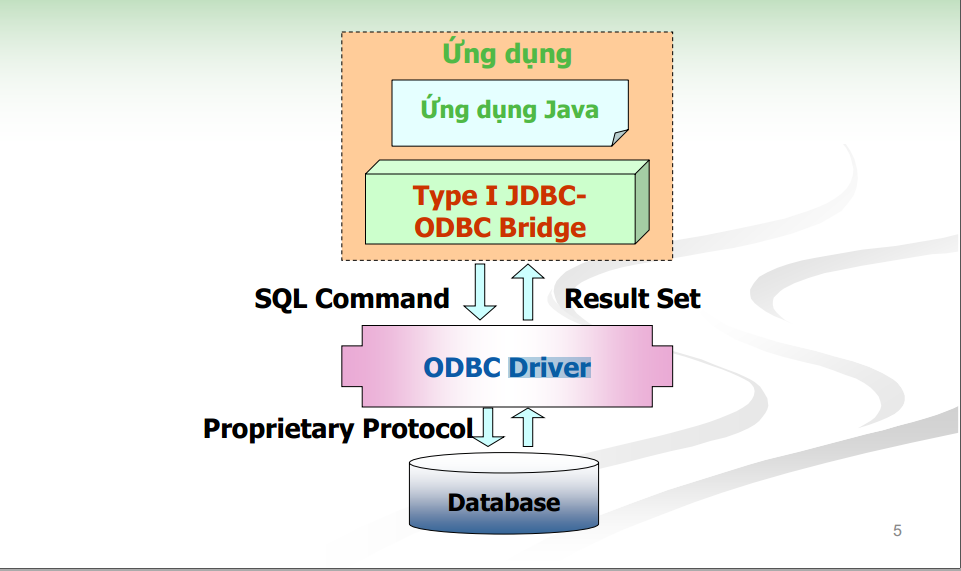 Ứng dụng
Ứng dụng Java
Type I JDBC-
ODBC Bridge
SQL Command
Result Set
ODBC Driver
Proprietary Protocol
Database
5